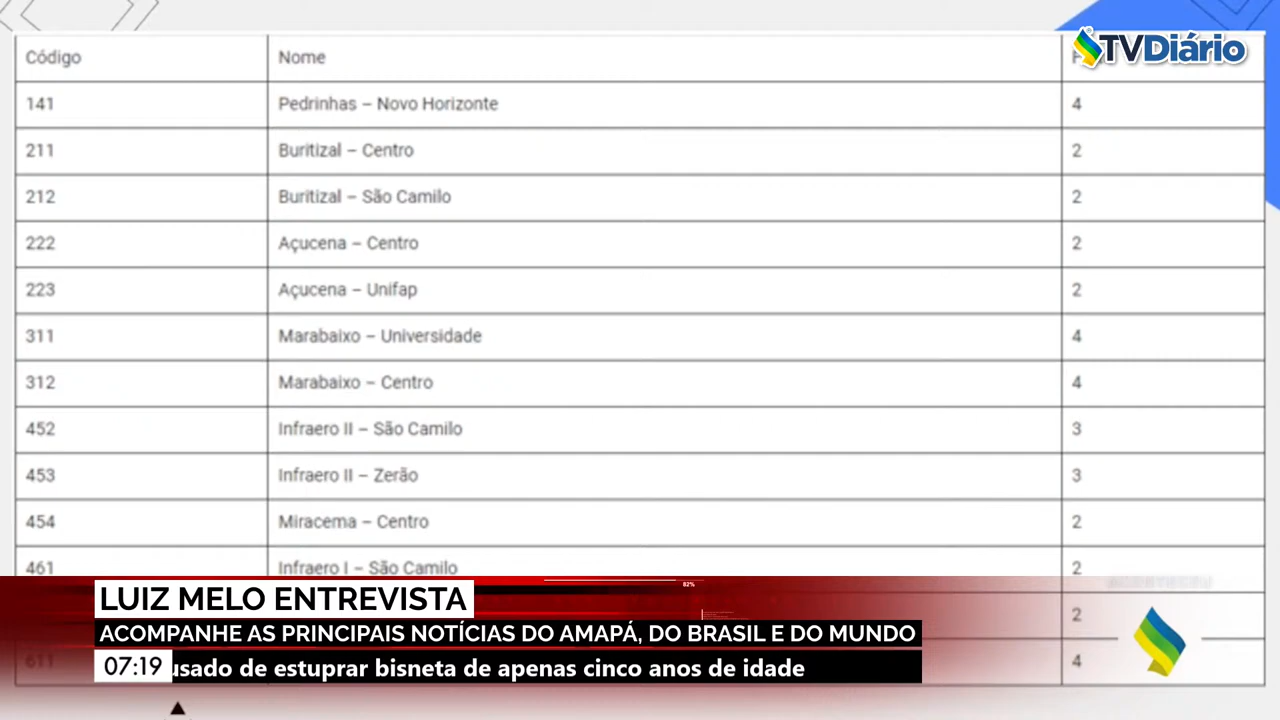 TVDiário
Código Nome
141 Pedrinhas – Novo Horizonte 4
211 Buritizal – Centro 2
212 Buritizal – São Camilo 2
222 Açucena – Centro 2
223 Açucena – Unifap 2
311 Marabaixo – Universidade 4
312 Marabaixo – Centro 4
452 Infraero II – São Camilo 3
453 Infraero II – Zerão 3
454 Miracema – Centro 2
461 Infraero I – São Camilo 2
82%
LUIZ MELO ENTREVISTA
2
ACOMPANHE AS PRINCIPAIS NOTÍCIAS DO AMAPÁ, DO BRASIL E DO MUNDO
611 4
07:19 usado de estuprar bisneta de apenas cinco anos de idade